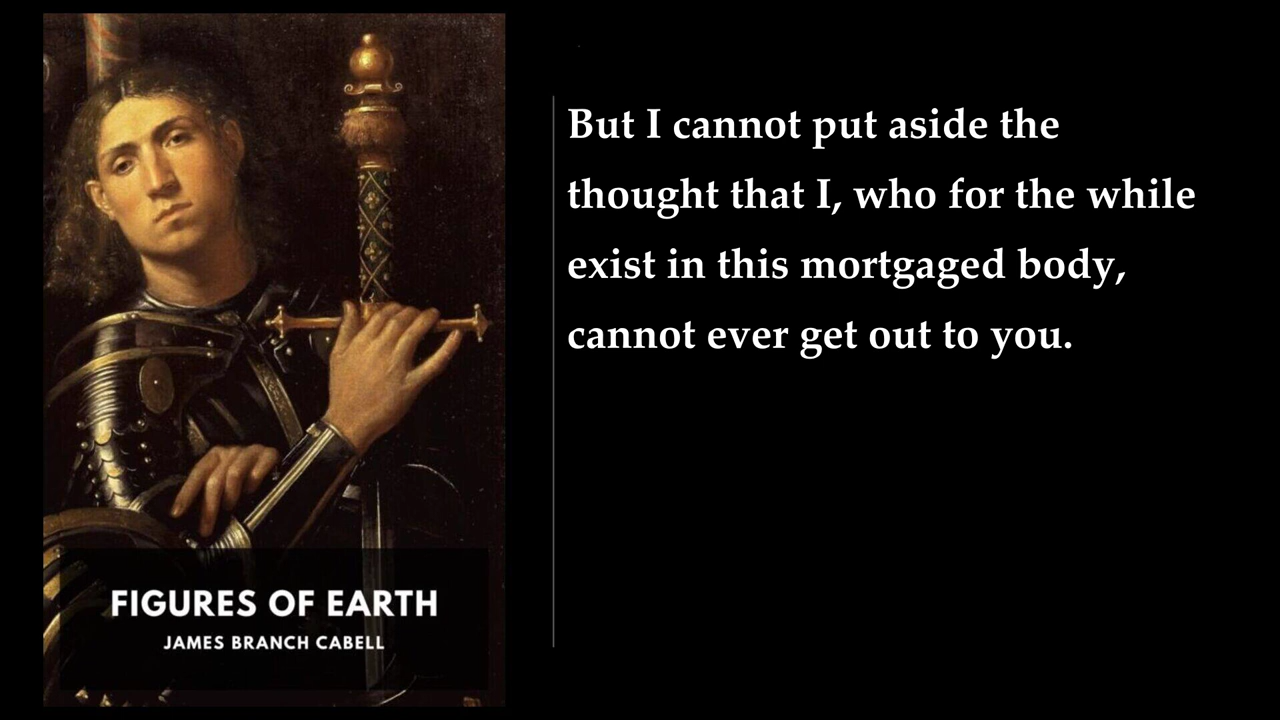 But I cannot put aside the
thought that I, who for the while
exist in this mortgaged body,
cannot ever get out to you.
FIGURES OF EARTH
JAMES BRANCH CABELL